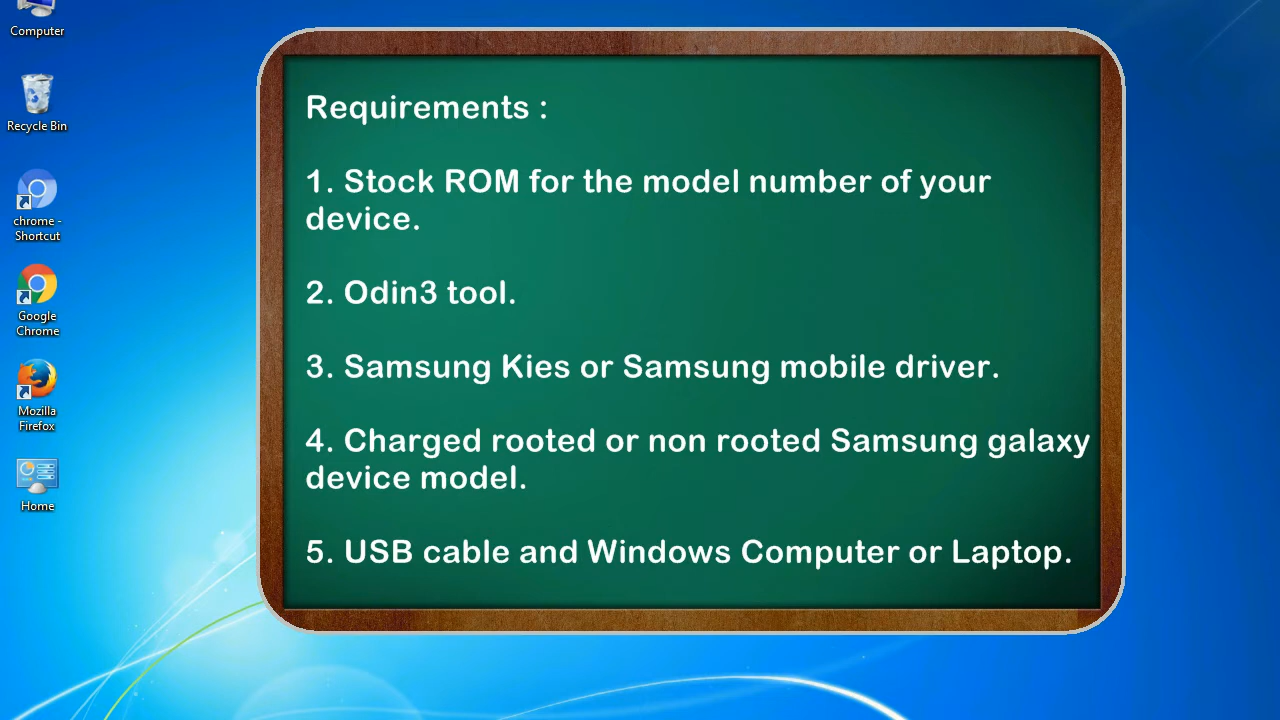 Computer
Recycle Bin
chrome -
Shortcut
Google
Chrome
Mozilla
Firefox
Home
Requirements :
1. Stock ROM for the model number of your
device.
2. Odin3 tool.
3. Samsung Kies or Samsung mobile driver.
4. Charged rooted or non rooted Samsung galaxy
device model.
5. USB cable and Windows Computer or Laptop.